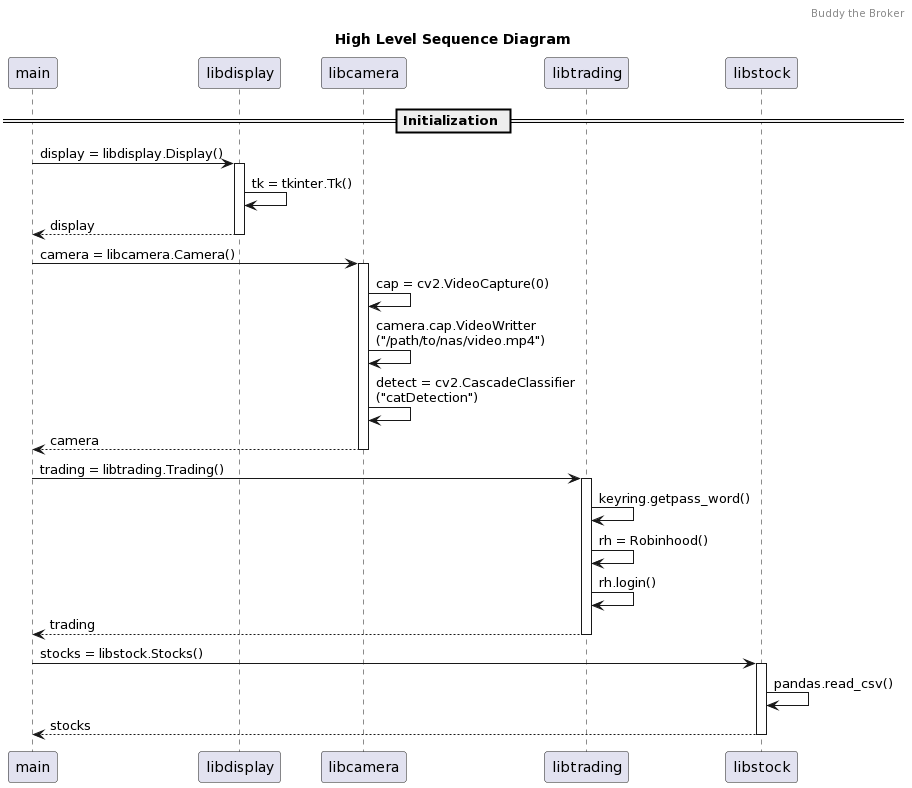 Buddy the Broker
High Level Sequence Diagram
main
libdisplay
libcamera
libtrading
libstock
Initialization
display = libdisplay.Display()
tk = tkinter.Tk()
display
camera = libcamera.Camera()
cap = cv2.VideoCapture(0)
camera.cap.VideoWritter
("/path/to/nas/video.mp4")
detect = cv2.CascadeClassifier
("catDetection")
camera
trading = libtrading.Trading()
keyring.getpass_word()
rh = Robinhood()
rh.login()
trading
stocks = libstock.Stocks()
pandas.read_csv()
stocks
main
libdisplay
libcamera
libtrading
libstock